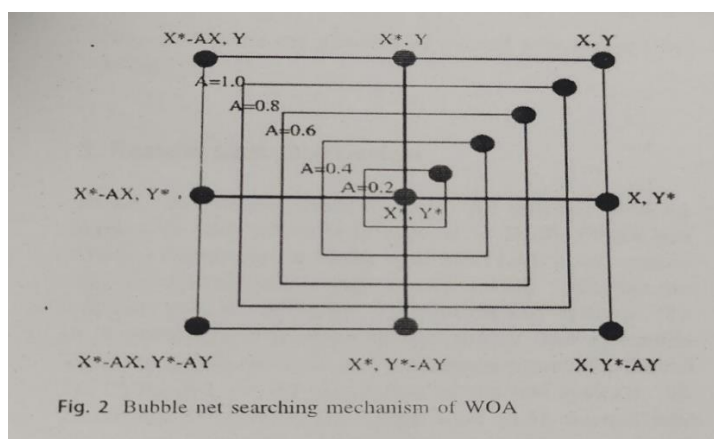 X*-AX, Y X*, Y X, Y
A=1.0
A=0.8
A=0.6
A=0.4
A=0.2
X*-AX, Y* X, Y*
X*, Y*
X*-AX, Y*-AY X*, Y*-AY X, Y*-AY
Fig. 2 Bubble net searching mechanism of WOA